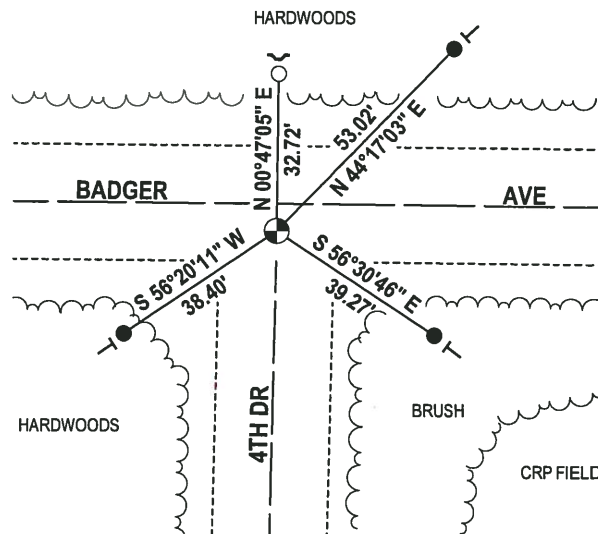 HARDWOODS
N 00°47'05" E
32.72'
53.02'
N 44°17'03" E
BADGER
AVE
S 56°20'11" W
38.40'
S 56°30'46" E
39.27'
4TH DR
HARDWOODS
BRUSH
CRP FIELD